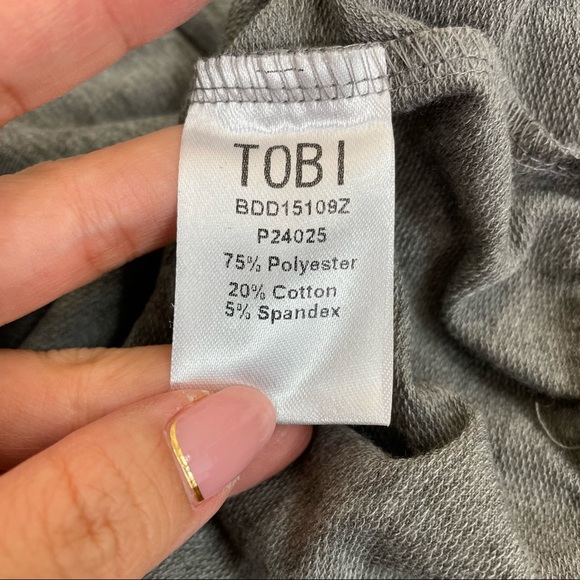 TOBI
BDD15109Z
P24025
75% Polyester
20% Cotton
5% Spandex